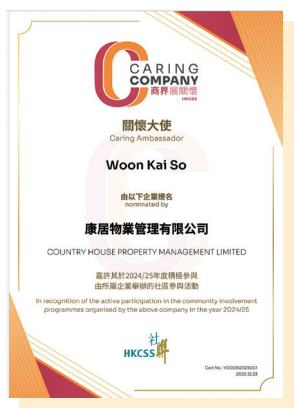 CARING
COMPANY
商界展關懷
HKCSS
關懷大使
Caring Ambassador
Woon Kai So
由以下企業提名
nominated by
康居物業管理有限公司
COUNTRY HOUSE PROPERTY MANAGEMENT LIMITED
嘉許其於2024/25年度積極參與
由所屬企業舉辦的社區參與活動
In recognition of the active participation in the community involvement
programmes organised by the above company in the year 2024/25
社聯
HKCSS
2025.12.23